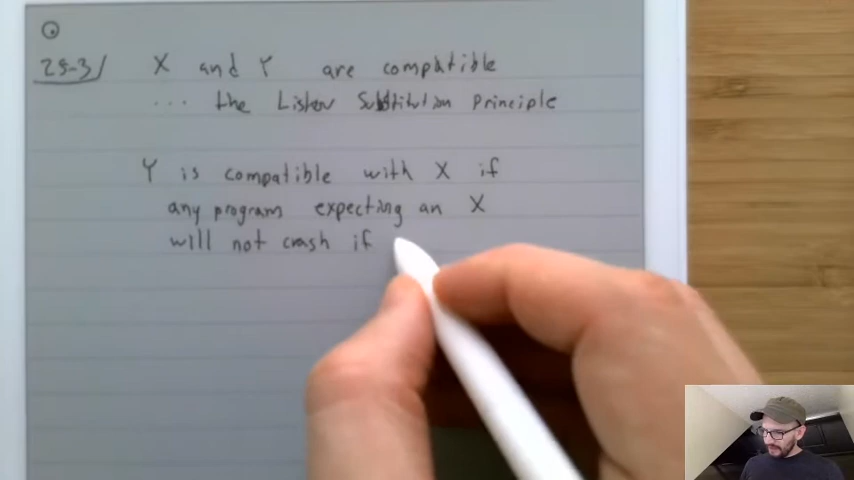 25-3/ X and Y are compatible
... the Liskov Substitution Principle
Y is compatible with X if
any program expecting an X
will not crash if